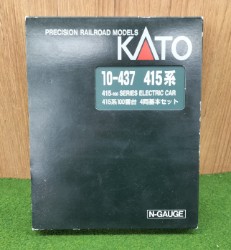 PRECISION RAILROAD MODELS
KATO
10-437 415系
415-100 SERIES ELECTRIC CAR
415系100番台 4両基本セット
N-GAUGE